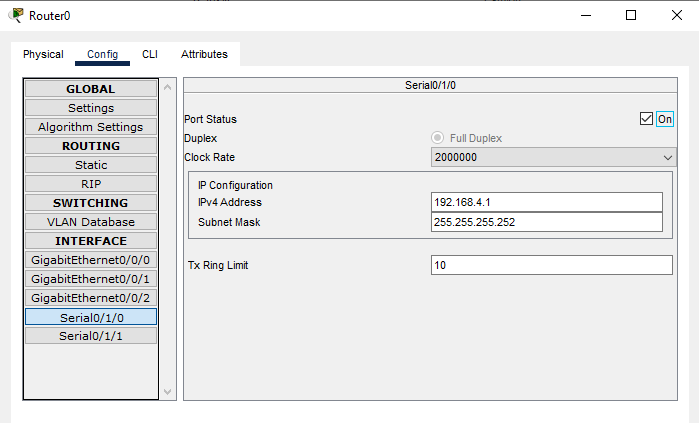 Router0
Physical Config CLI Attributes
GLOBAL
Settings
Algorithm Settings
ROUTING
Static
RIP
SWITCHING
VLAN Database
INTERFACE
GigabitEthernet0/0/0
GigabitEthernet0/0/1
GigabitEthernet0/0/2
Serial0/1/0
Serial0/1/1
Serial0/1/0
Port Status On
Duplex Full Duplex
Clock Rate 2000000
IP Configuration
IPv4 Address 192.168.4.1
Subnet Mask 255.255.255.252
Tx Ring Limit 10